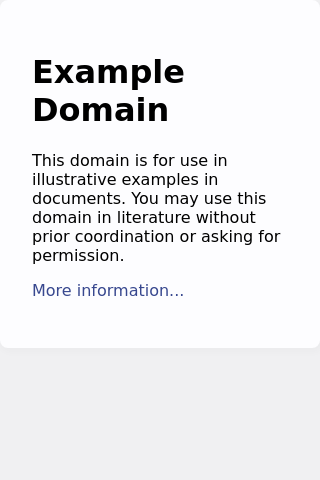 Example
Domain
This domain is for use in
illustrative examples in
documents. You may use this
domain in literature without
prior coordination or asking for
permission.
More information...